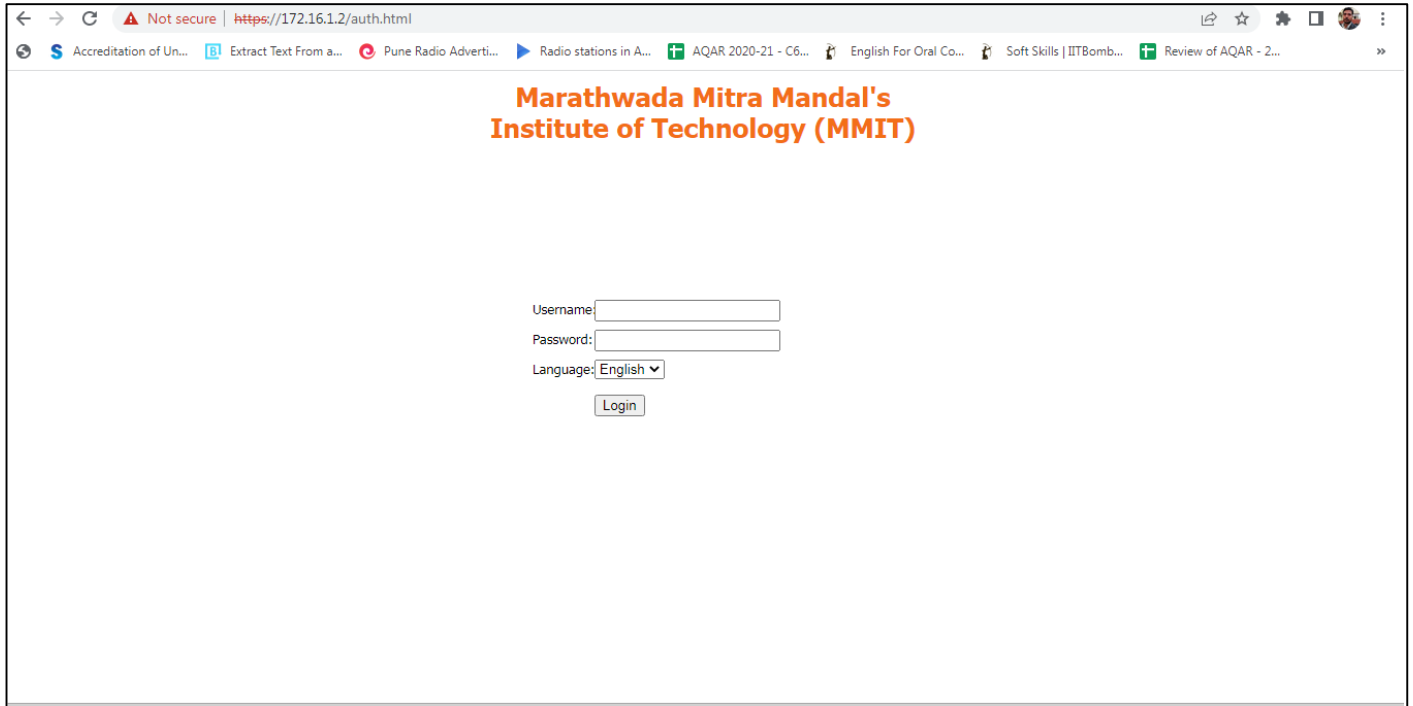 Not secure | https://172.16.1.2/auth.html
Accreditation of Un... Extract Text From a... Pune Radio Adverti... Radio stations in A... AQAR 2020-21 - C6... English For Oral Co... Soft Skills | IITBomb... Review of AQAR - 2... »
Marathwada Mitra Mandal's
Institute of Technology (MMIT)
Username:
Password:
Language: English
Login